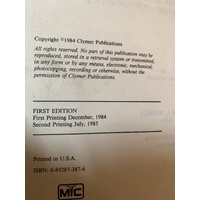 Copyright ©1984 Clymer Publications
All rights reserved. No part of this publication may be
reproduced, stored in a retrieval system or transmitted,
in any form or by any means, electronic, mechanical,
photocopying, recording or otherwise, without the
permission of Clymer Publications.
FIRST EDITION
First Printing December, 1984
Second Printing July, 1985
Printed in U.S.A.
ISBN: 0-89287-387-6
MIC